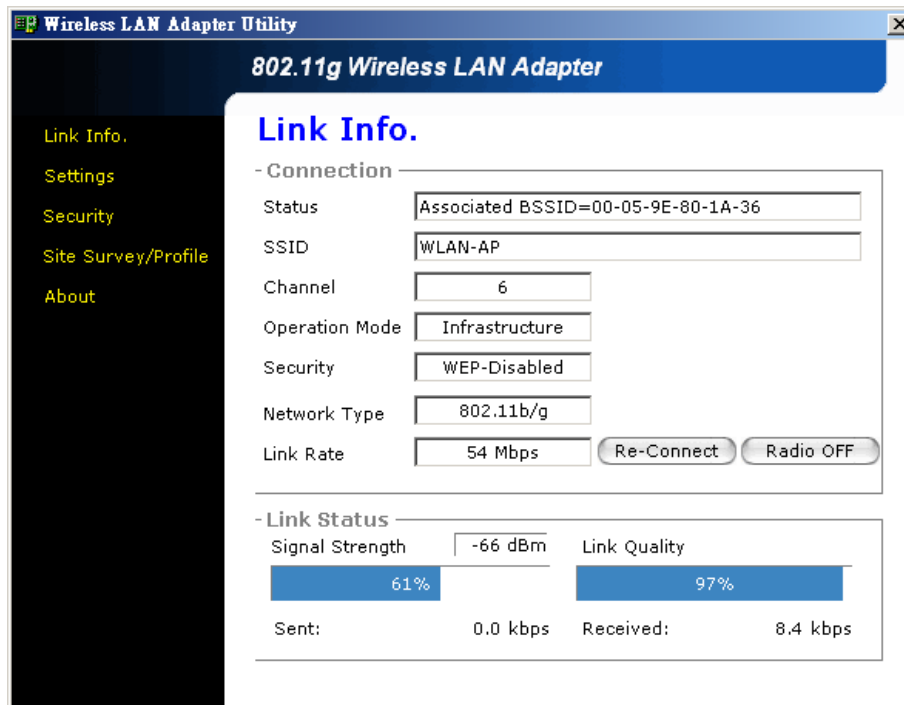 Wireless LAN Adapter Utility
802.11g Wireless LAN Adapter
Link Info.
Settings
Security
Site Survey/Profile
About
Link Info.
Connection
Status Associated BSSID=00-05-9E-80-1A-36
SSID WLAN-AP
Channel 6
Operation Mode Infrastructure
Security WEP-Disabled
Network Type 802.11b/g
Link Rate 54 Mbps Re-Connect Radio OFF
Link Status
Signal Strength -66 dBm Link Quality
61% 97%
Sent: 0.0 kbps Received: 8.4 kbps